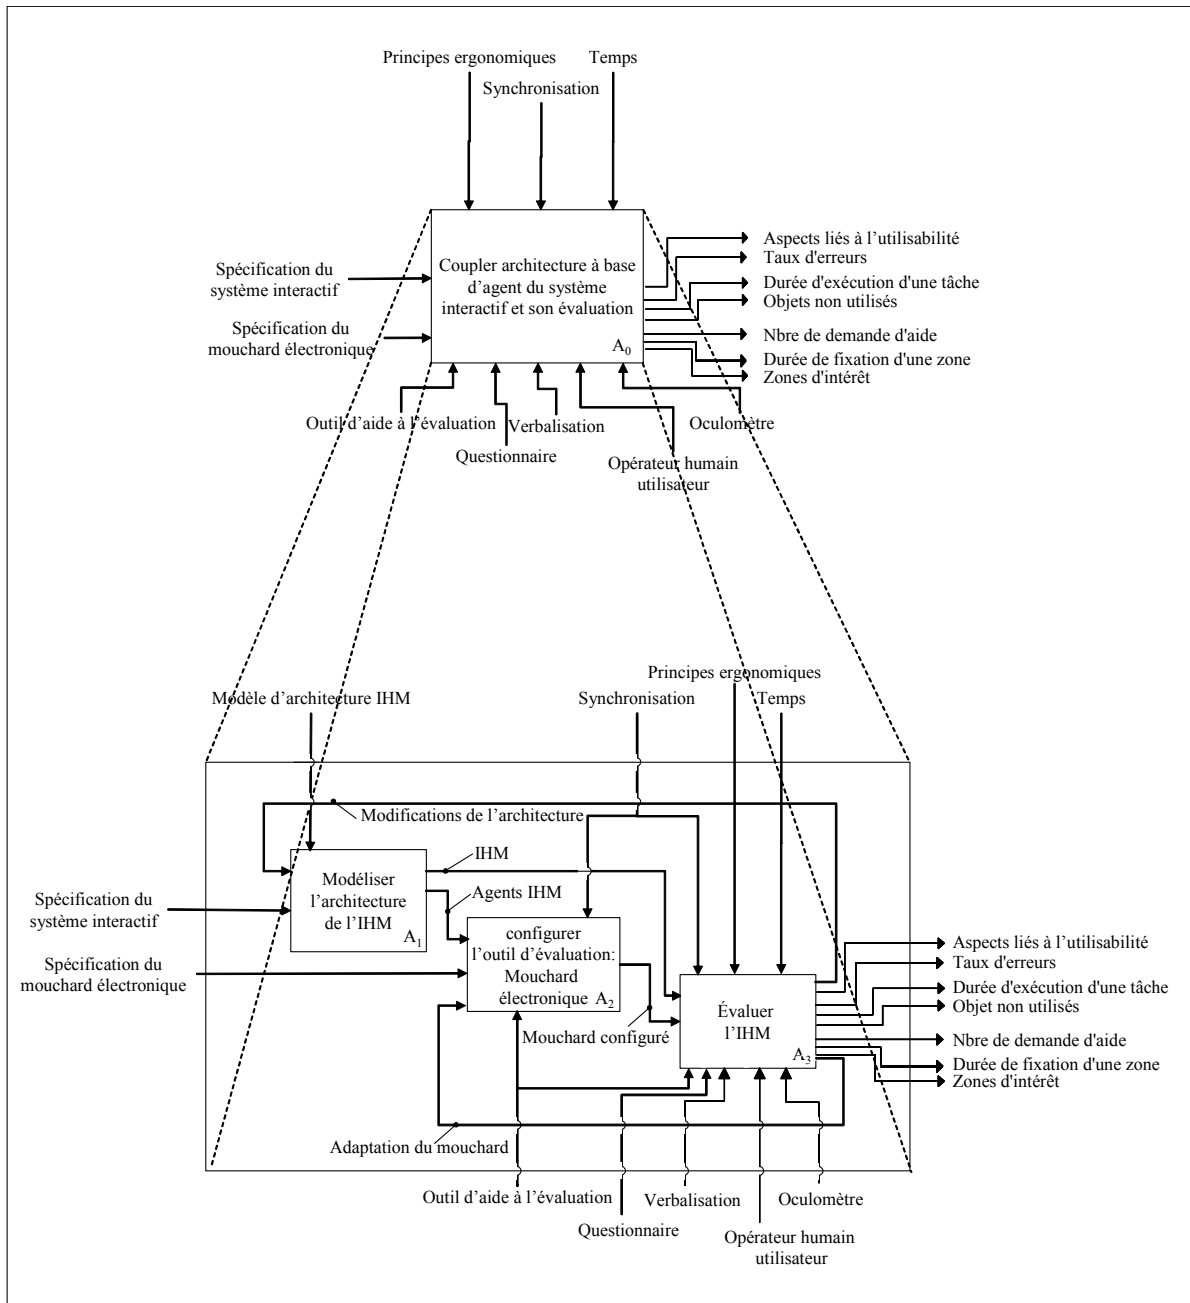 Principes ergonomiques
Temps
Synchronisation
Spécification du
système interactif
Spécification du
mouchard électronique
Coupler architecture à base
d’agent du système
interactif et son évaluation
A0
Aspects liés à l’utilisabilité
Taux d'erreurs
Durée d'exécution d'une tâche
Objets non utilisés
Nbre de demande d'aide
Durée de fixation d'une zone
Zones d'intérêt
Outil d’aide à l’évaluation
Verbalisation
Oculomètre
Questionnaire
Opérateur humain
utilisateur
Principes ergonomiques
Modèle d’architecture IHM
Synchronisation
Temps
Modifications de l’architecture
IHM
Agents IHM
Spécification du
système interactif
Modéliser
l’architecture
de l’IHM
A1
Spécification du
mouchard électronique
configurer
l’outil d’évaluation:
Mouchard
électronique A2
Mouchard configuré
Évaluer
l’IHM
A3
Aspects liés à l’utilisabilité
Taux d'erreurs
Durée d'exécution d'une tâche
Objet non utilisés
Nbre de demande d'aide
Durée de fixation d'une zone
Zones d'intérêt
Adaptation du mouchard
Outil d’aide à l’évaluation
Verbalisation
Oculomètre
Questionnaire
Opérateur humain
utilisateur